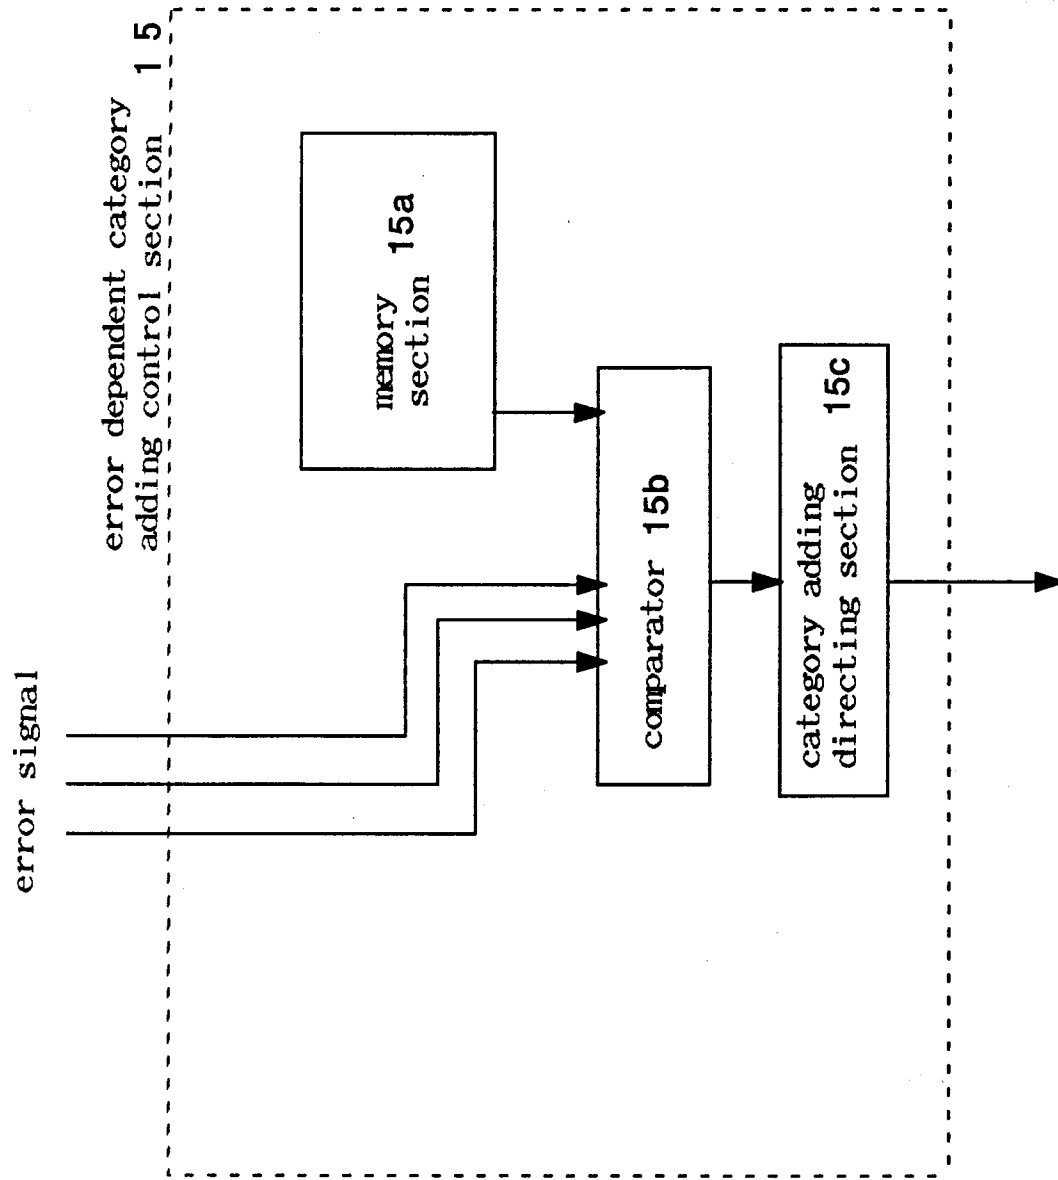 error signal
error dependent category
adding control section 15
memory
section 15a
comparator 15b
category adding
directing section 15c